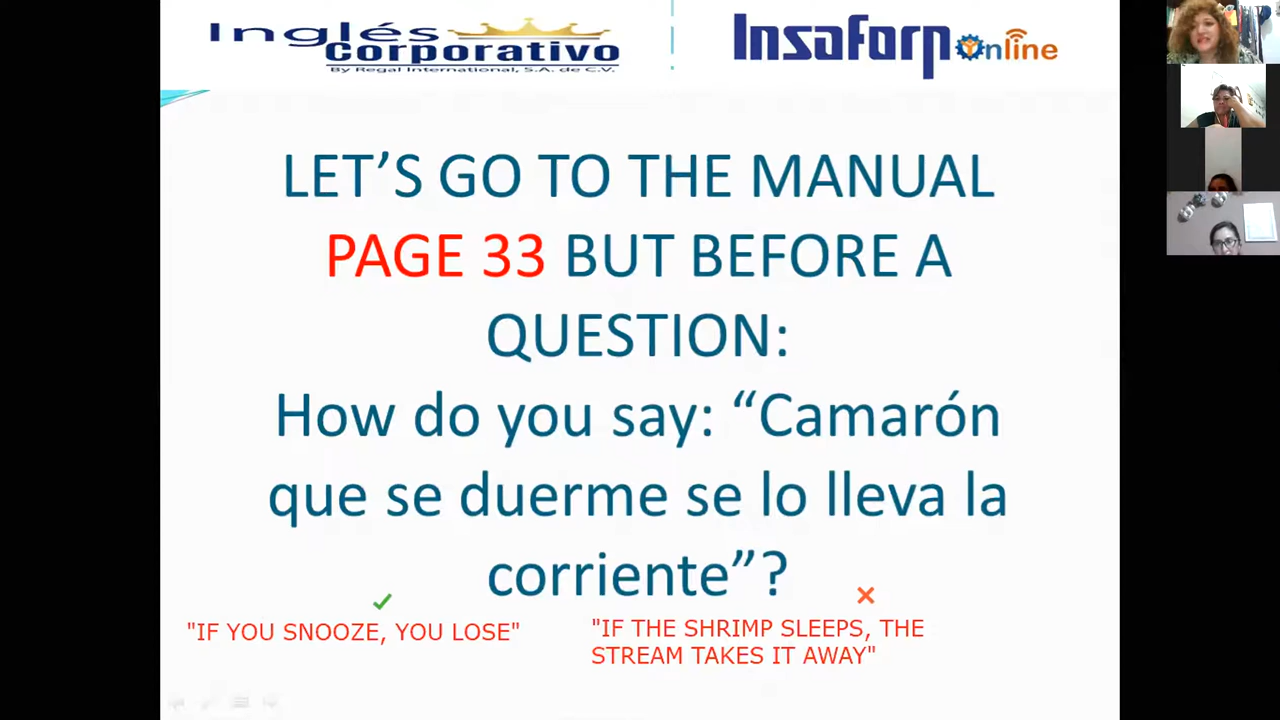 Inglés
Corporativo
By Regal International, S.A. de C.V.
Insaforp Online
LET’S GO TO THE MANUAL
PAGE 33 BUT BEFORE A
QUESTION:
How do you say: “Camarón
que se duerme se lo lleva la
corriente”?
"IF YOU SNOOZE, YOU LOSE"
"IF THE SHRIMP SLEEPS, THE
STREAM TAKES IT AWAY"